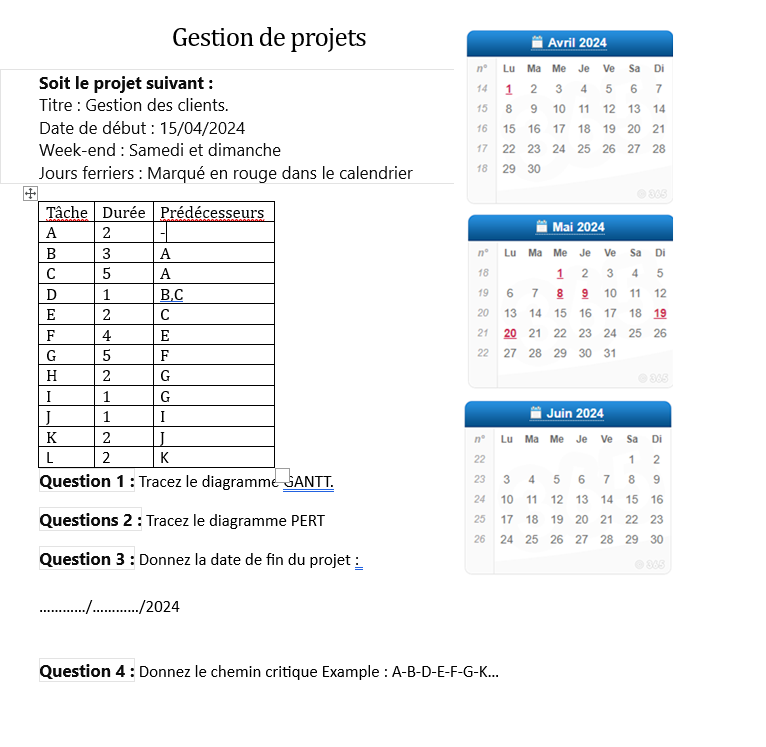 Gestion de projets
Soit le projet suivant :
Titre : Gestion des clients.
Date de début : 15/04/2024
Week-end : Samedi et dimanche
Jours ferriers : Marqué en rouge dans le calendrier
Tâche Durée Prédécesseurs
A 2 -
B 3 A
C 5 A
D 1 B,C
E 2 C
F 4 E
G 5 F
H 2 G
I 1 G
J 1 I
K 2 J
L 2 K
Question 1 : Tracez le diagramme GANTT.
Questions 2 : Tracez le diagramme PERT
Question 3 : Donnez la date de fin du projet :
…………/…………/2024
Question 4 : Donnez le chemin critique Example : A-B-D-E-F-G-K…
Avril 2024
n° Lu Ma Me Je Ve Sa Di
14 1 2 3 4 5 6 7
15 8 9 10 11 12 13 14
16 15 16 17 18 19 20 21
17 22 23 24 25 26 27 28
18 29 30
© 365
Mai 2024
n° Lu Ma Me Je Ve Sa Di
18 1 2 3 4 5
19 6 7 8 9 10 11 12
20 13 14 15 16 17 18 19
21 20 21 22 23 24 25 26
22 27 28 29 30 31
© 365
Juin 2024
n° Lu Ma Me Je Ve Sa Di
22 1 2
23 3 4 5 6 7 8 9
24 10 11 12 13 14 15 16
25 17 18 19 20 21 22 23
26 24 25 26 27 28 29 30
© 365